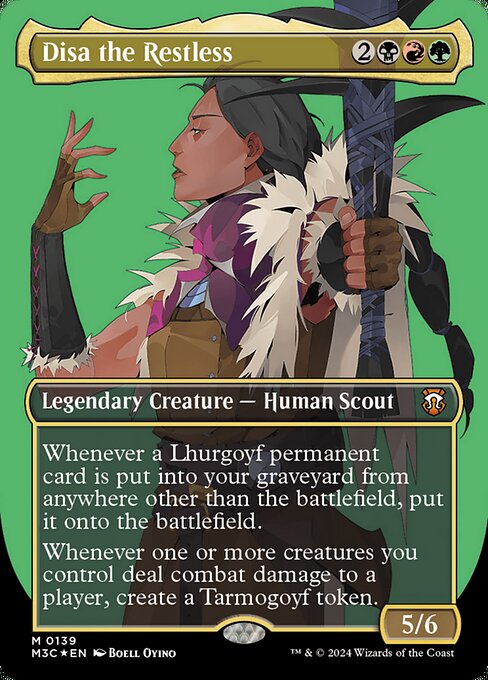 Disa the Restless 2
Legendary Creature — Human Scout
Whenever a Lhurgoyf permanent
card is put into your graveyard from
anywhere other than the battlefield, put
it onto the battlefield.
Whenever one or more creatures you
control deal combat damage to a
player, create a Tarmogoyf token.
5/6
M 0139
M3C★EN Boell Oyino
™ & © 2024 Wizards of the Coast